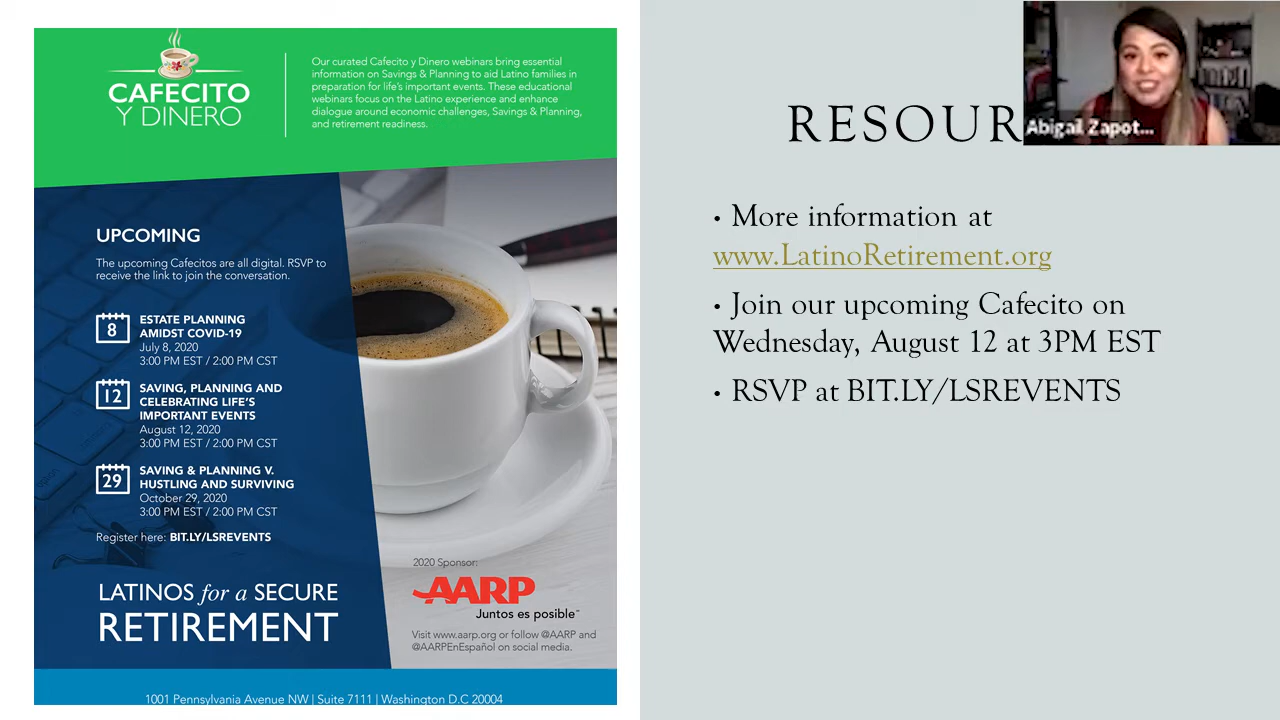 CAFECITO
Y DINERO
Our curated Cafecito y Dinero webinars bring essential
information on Savings & Planning to aid Latino families in
preparation for life's important events. These educational
webinars focus on the Latino experience and enhance
dialogue around economic challenges, Savings & Planning,
and retirement readiness.
UPCOMING
The upcoming Cafecitos are all digital. RSVP to
receive the link to join the conversation.
8
ESTATE PLANNING
AMIDST COVID-19
July 8, 2020
3:00 PM EST / 2:00 PM CST
12
SAVING, PLANNING AND
CELEBRATING LIFE'S
IMPORTANT EVENTS
August 12, 2020
3:00 PM EST / 2:00 PM CST
29
SAVING & PLANNING V.
HUSTLING AND SURVIVING
October 29, 2020
3:00 PM EST / 2:00 PM CST
Register here: BIT.LY/LSREVENTS
LATINOS for a SECURE
RETIREMENT
2020 Sponsor:
AARP
Juntos es posible™
Visit www.aarp.org or follow @AARP and
@AARPEnEspañol on social media.
1001 Pennsylvania Avenue NW | Suite 7111 | Washington D.C 20004
RESOUR
Abigail Zapot...
• More information at
www.LatinoRetirement.org
• Join our upcoming Cafecito on
Wednesday, August 12 at 3PM EST
• RSVP at BIT.LY/LSREVENTS